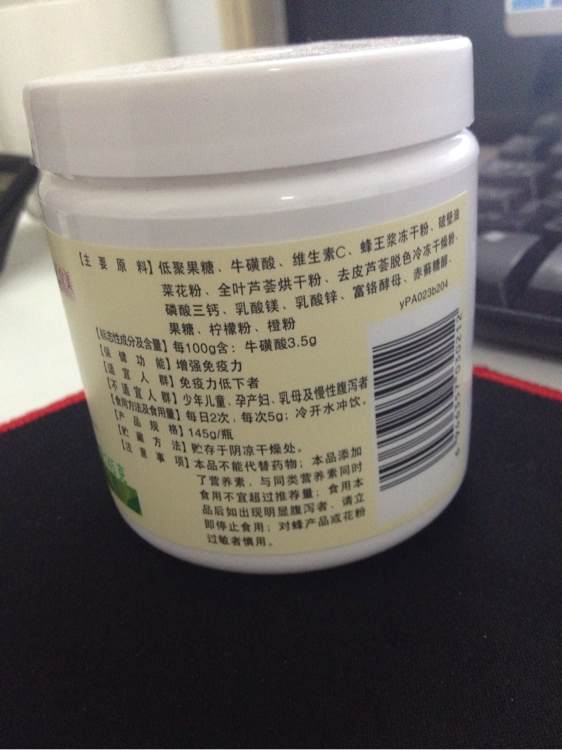 【主要原料】低聚果糖、牛磺酸、维生素C、蜂王浆冻干粉、破壁油
菜花粉、全叶芦荟烘干粉、去皮芦荟脱色冷冻干燥粉、
磷酸三钙、乳酸镁、乳酸锌、富铬酵母、赤藓糖醇、
果糖、柠檬粉、橙粉
yPA023b204
【标志性成分及含量】每100g含：牛磺酸3.5g
【保健功能】增强免疫力
【适宜人群】免疫力低下者
【不适宜人群】少年儿童、孕产妇、乳母及慢性腹泻者
【食用方法及食用量】每日2次，每次5g；冷开水冲饮。
【产品规格】145g/瓶
【贮藏方法】贮存于阴凉干燥处。
【注意事项】本品不能代替药物；本品添加
了营养素，与同类营养素同时
食用不宜超过推荐量；食用本
品后如出现明显腹泻者、请立
即停止食用；对蜂产品或花粉
过敏者慎用。